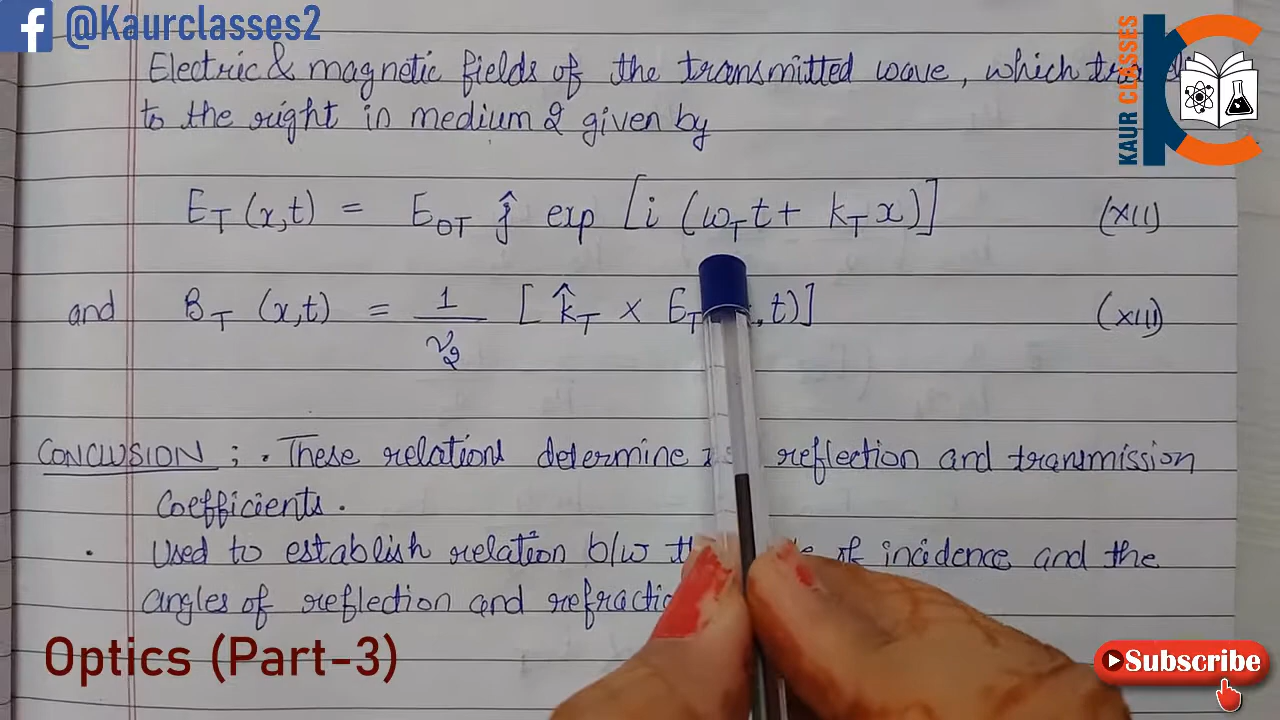 @Kaurclasses2
KAUR CLASSES
Electric & magnetic fields of the transmitted wave, which
to the right in medium 2 given by
E_T (x,t) = E_OT ĵ exp [i (ω_T t + k_T x)] (XII)
and B_T (x,t) = 1/v_2 [ k̂_T × E_T , t)] (XIII)
CONCLUSION ; . These relations determine reflection and transmission
coefficients.
. Used to establish relation b/w of incidence and the
angles of reflection and
Optics (Part-3)
Subscribe